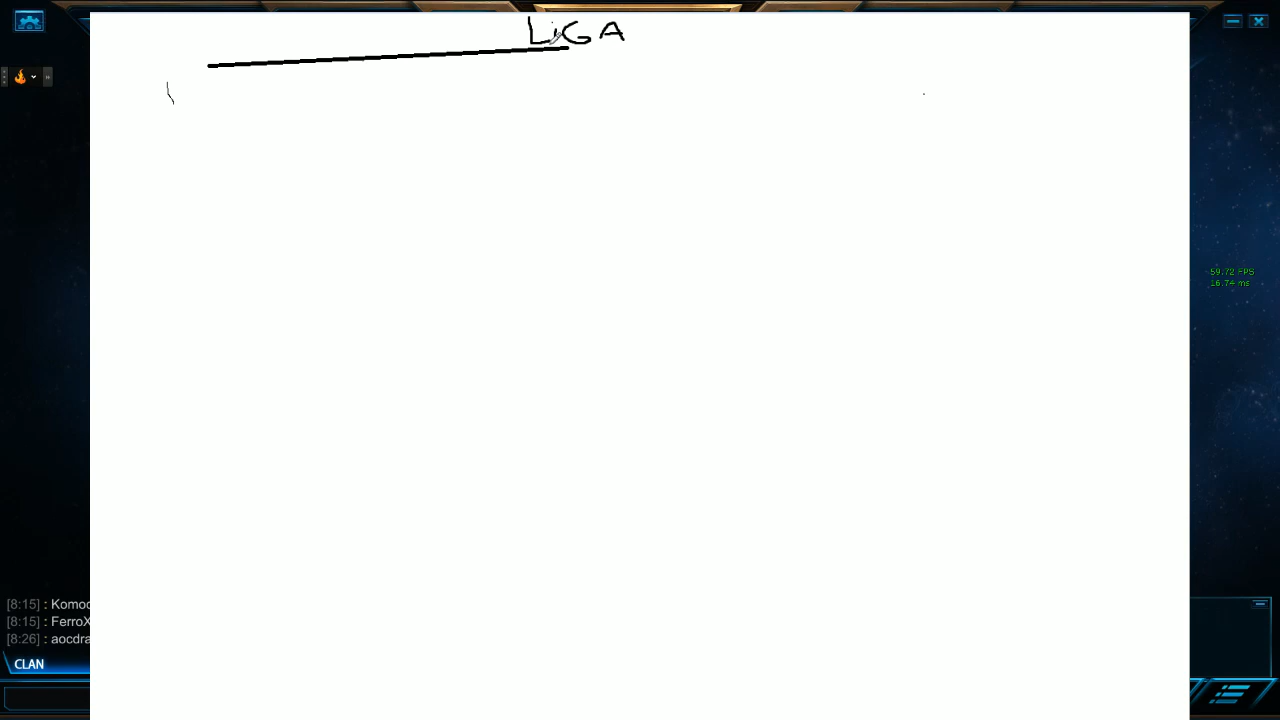 LiGA
59.72 FPS
16.74 ms
[8:15] : Komoc
[8:15] : FerroX
[8:26] : aocdra
CLAN